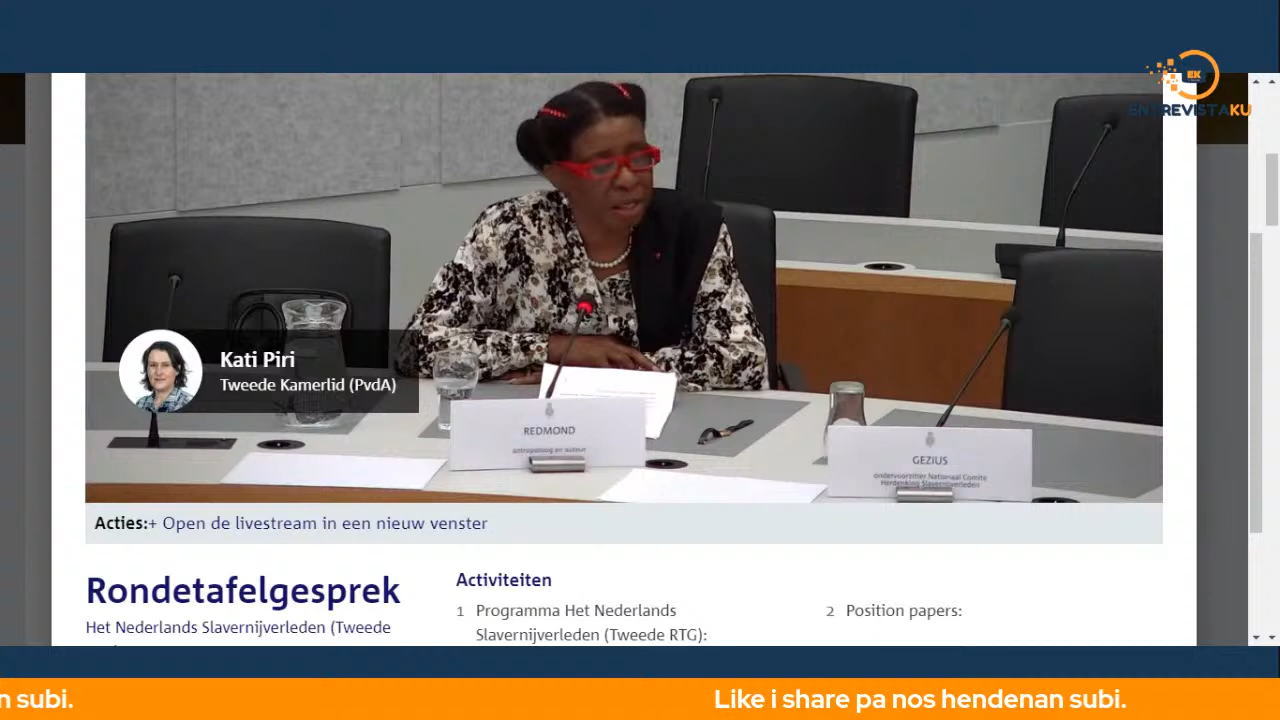 EK
ENTREVISTAKU
Kati Piri
Tweede Kamerlid (PvdA)
REDMOND
antropoloog en auteur
GEZIUS
ondervoorzitter Nationaal Comite
Herdenking Slavernijverleden
Acties:+ Open de livestream in een nieuw venster
Rondetafelgesprek
Het Nederlands Slavernijverleden (Tweede
Activiteiten
1 Programma Het Nederlands
Slavernijverleden (Tweede RTG):
2 Position papers:
n subi.
Like i share pa nos hendenan subi.